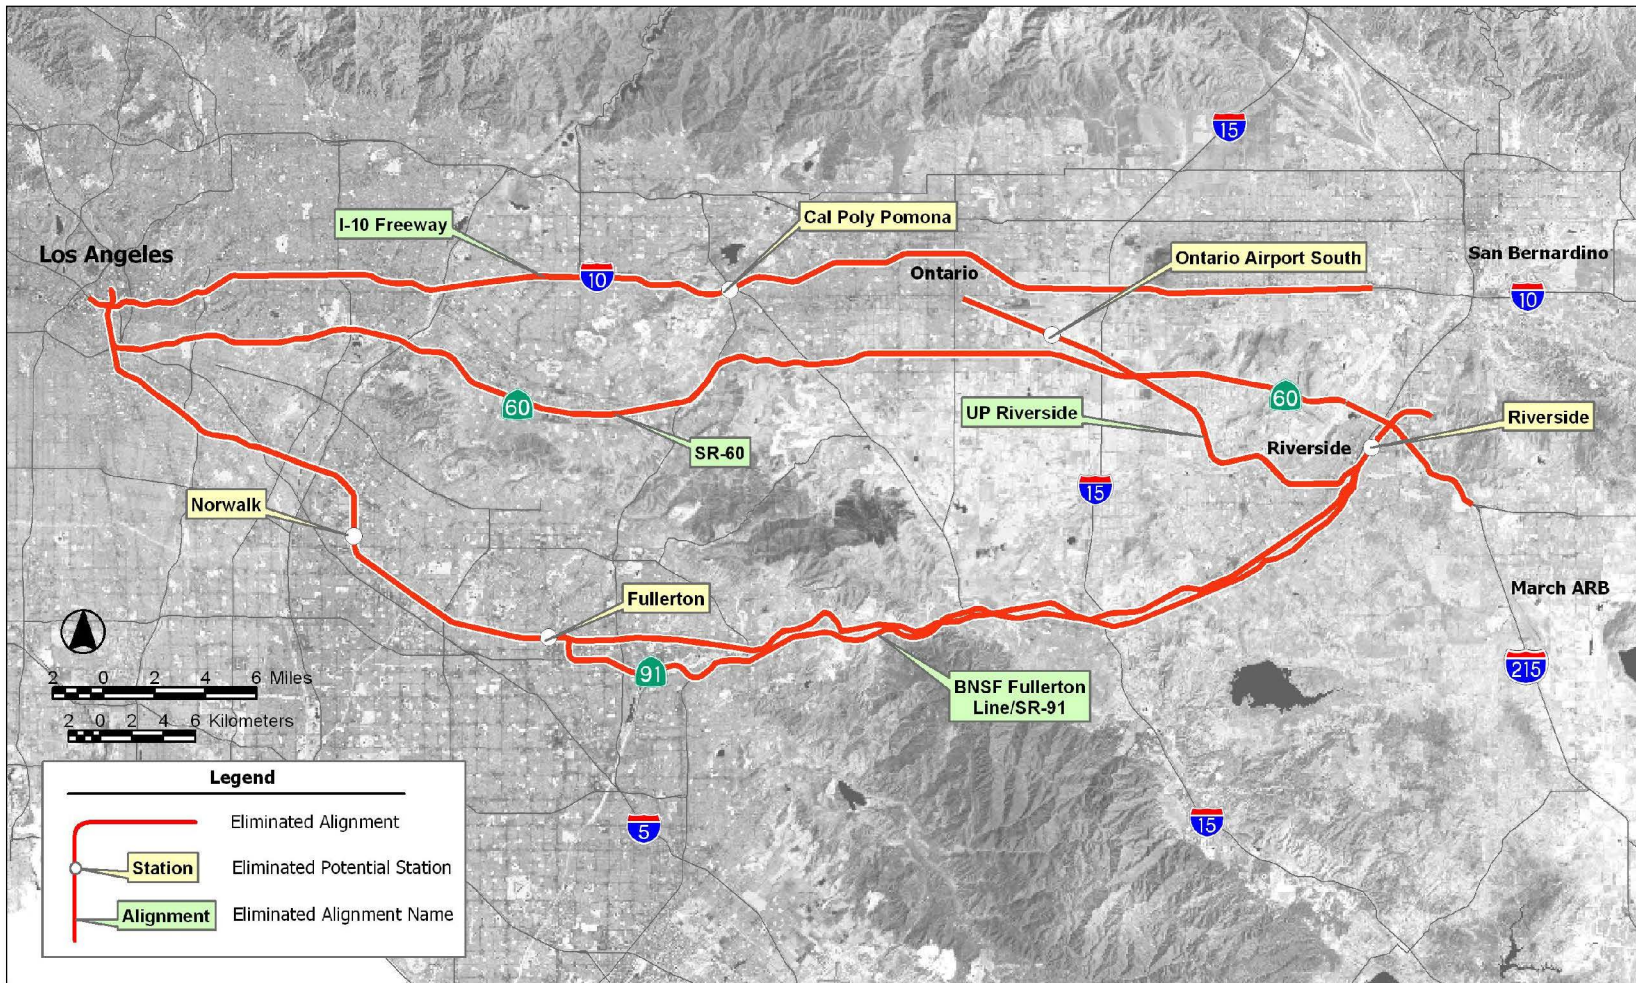 15
I-10 Freeway
Cal Poly Pomona
Los Angeles
10
Ontario
Ontario Airport South
San Bernardino
10
60
SR-60
UP Riverside
60
Riverside
Riverside
15
Norwalk
Fullerton
March ARB
91
BNSF Fullerton
Line/SR-91
215
2 0 2 4 6 Miles
2 0 2 4 6 Kilometers
5
15
Legend
Eliminated Alignment
Station
Eliminated Potential Station
Alignment
Eliminated Alignment Name